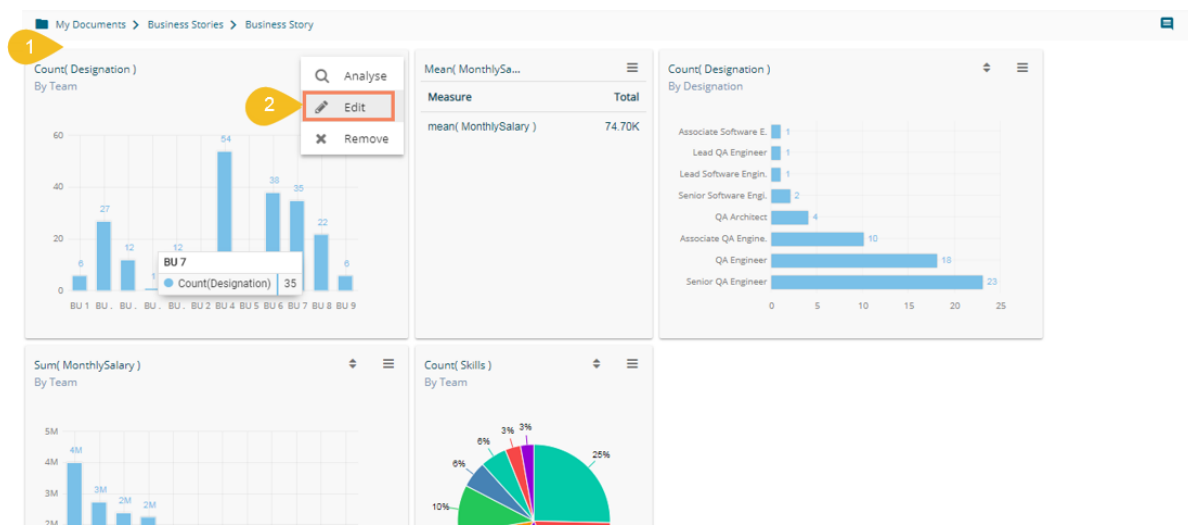 My Documents > Business Stories > Business Story
1
Count( Designation )
By Team
Analyse
2
Edit
Remove
60
40
20
0
6
27
12
1
12
54
38
35
22
6
BU 7
Count(Designation) 35
BU 1 BU . BU . BU . BU . BU 2 BU 4 BU 5 BU 6 BU 7 BU 8 BU 9
Mean( MonthlySa...
Measure Total
mean( MonthlySalary ) 74.70K
Count( Designation )
By Designation
Associate Software E. 1
Lead QA Engineer 1
Lead Software Engin. 1
Senior Software Engi. 2
QA Architect 4
Associate QA Engine. 10
QA Engineer 18
Senior QA Engineer 23
0 5 10 15 20 25
Sum( MonthlySalary )
By Team
5M
4M
3M
2M
4M
3M
2M
2M
Count( Skills )
By Team
3% 3%
6%
6%
10%
25%